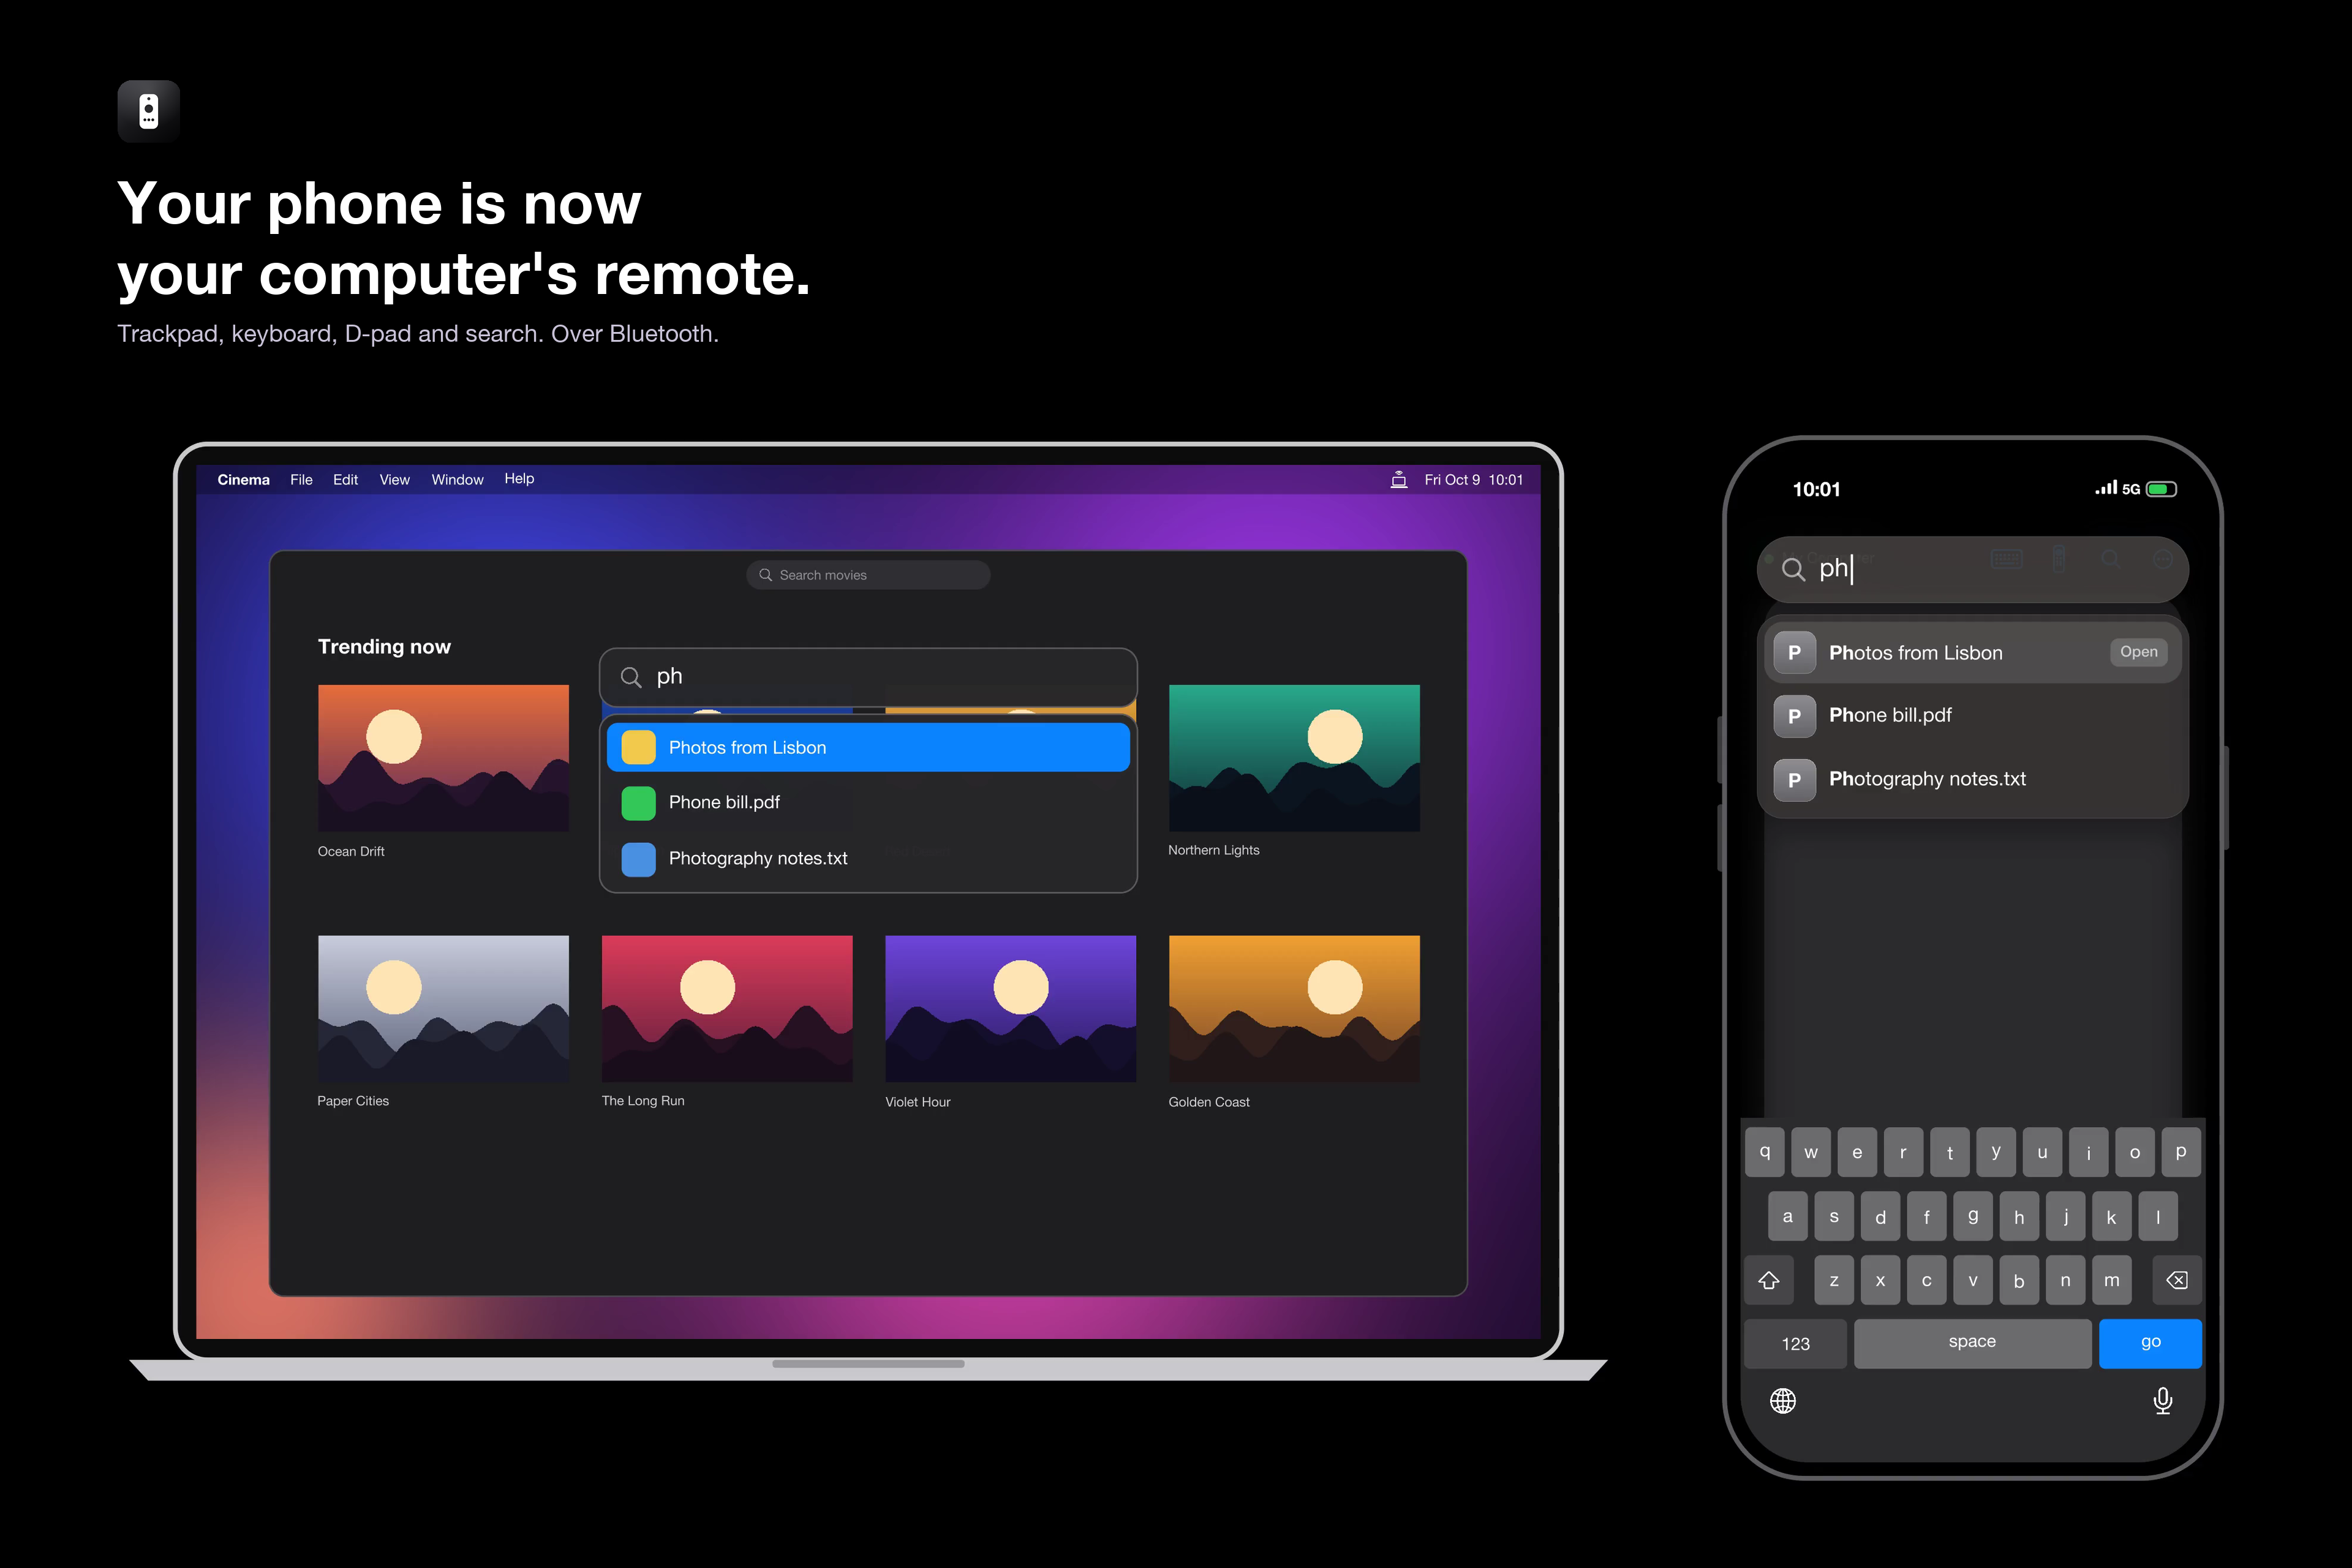 Your phone is now
your computer's remote.
Trackpad, keyboard, D-pad and search. Over Bluetooth.
Cinema File Edit View Window Help
Fri Oct 9 10:01
Search movies
Trending now
ph
Photos from Lisbon
Phone bill.pdf
Photography notes.txt
Ocean Drift
Northern Lights
Paper Cities
The Long Run
Violet Hour
Golden Coast
10:01
5G
ph
P Photos from Lisbon Open
P Phone bill.pdf
P Photography notes.txt
q w e r t y u i o p
a s d f g h j k l
z x c v b n m
123 space go